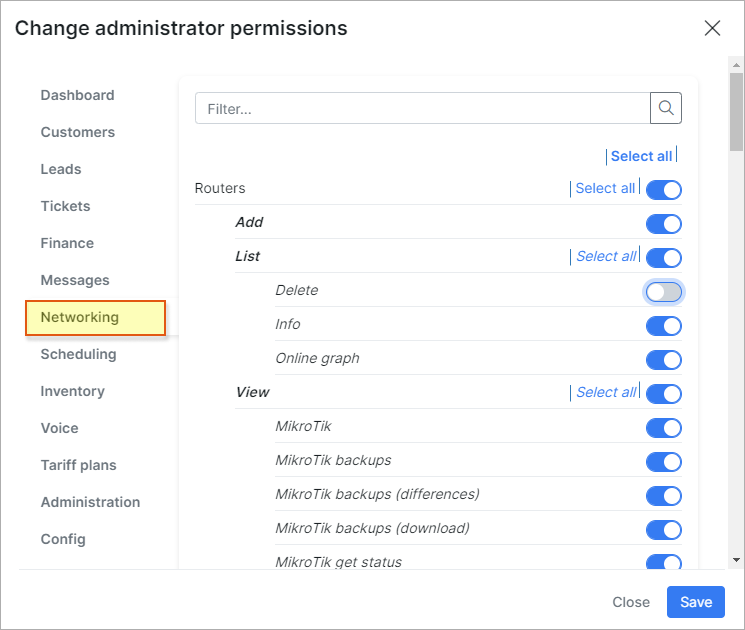 Change administrator permissions
Dashboard
Customers
Leads
Tickets
Finance
Messages
Networking
Scheduling
Inventory
Voice
Tariff plans
Administration
Config
Filter...
Select all
Routers Select all
Add
List Select all
Delete
Info
Online graph
View Select all
MikroTik
MikroTik backups
MikroTik backups (differences)
MikroTik backups (download)
MikroTik get status
Close Save